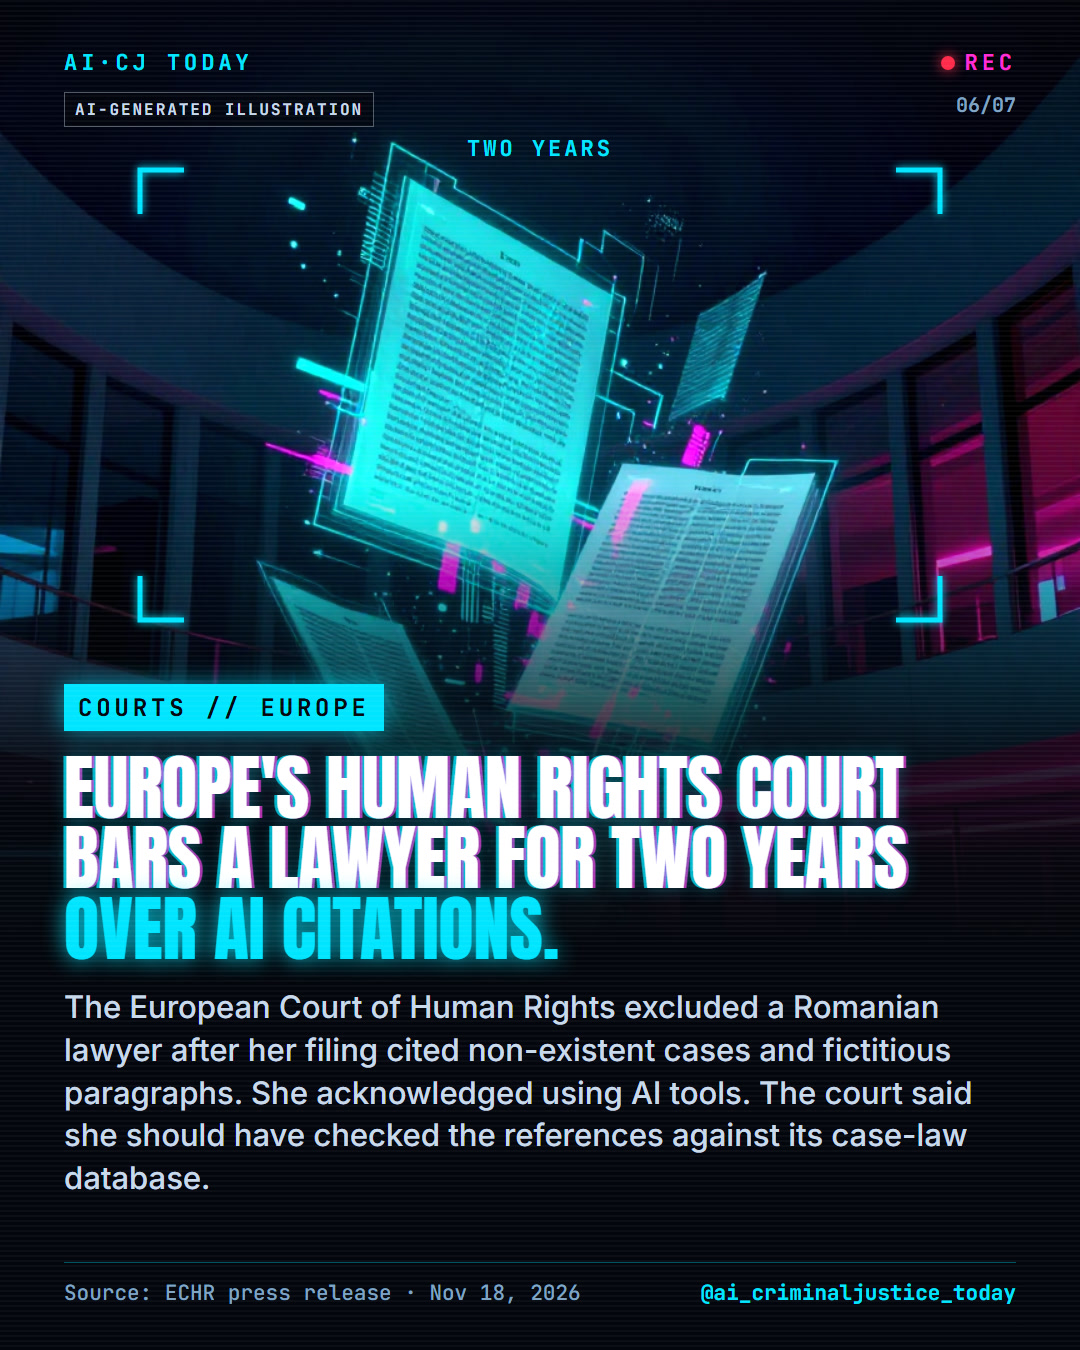 AI·CJ TODAY
REC
AI-GENERATED ILLUSTRATION
06/07
TWO YEARS
COURTS // EUROPE
EUROPE'S HUMAN RIGHTS COURT
BARS A LAWYER FOR TWO YEARS
OVER AI CITATIONS.
The European Court of Human Rights excluded a Romanian
lawyer after her filing cited non-existent cases and fictitious
paragraphs. She acknowledged using AI tools. The court said
she should have checked the references against its case-law
database.
Source: ECHR press release · Nov 18, 2026
@ai_criminaljustice_today